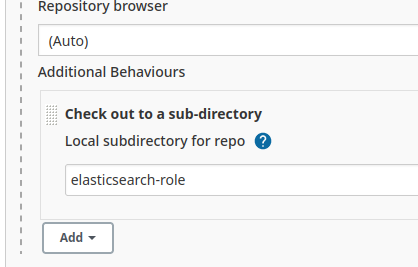 Repository browser
(Auto)
Additional Behaviours
Check out to a sub-directory
Local subdirectory for repo ?
elasticsearch-role
Add